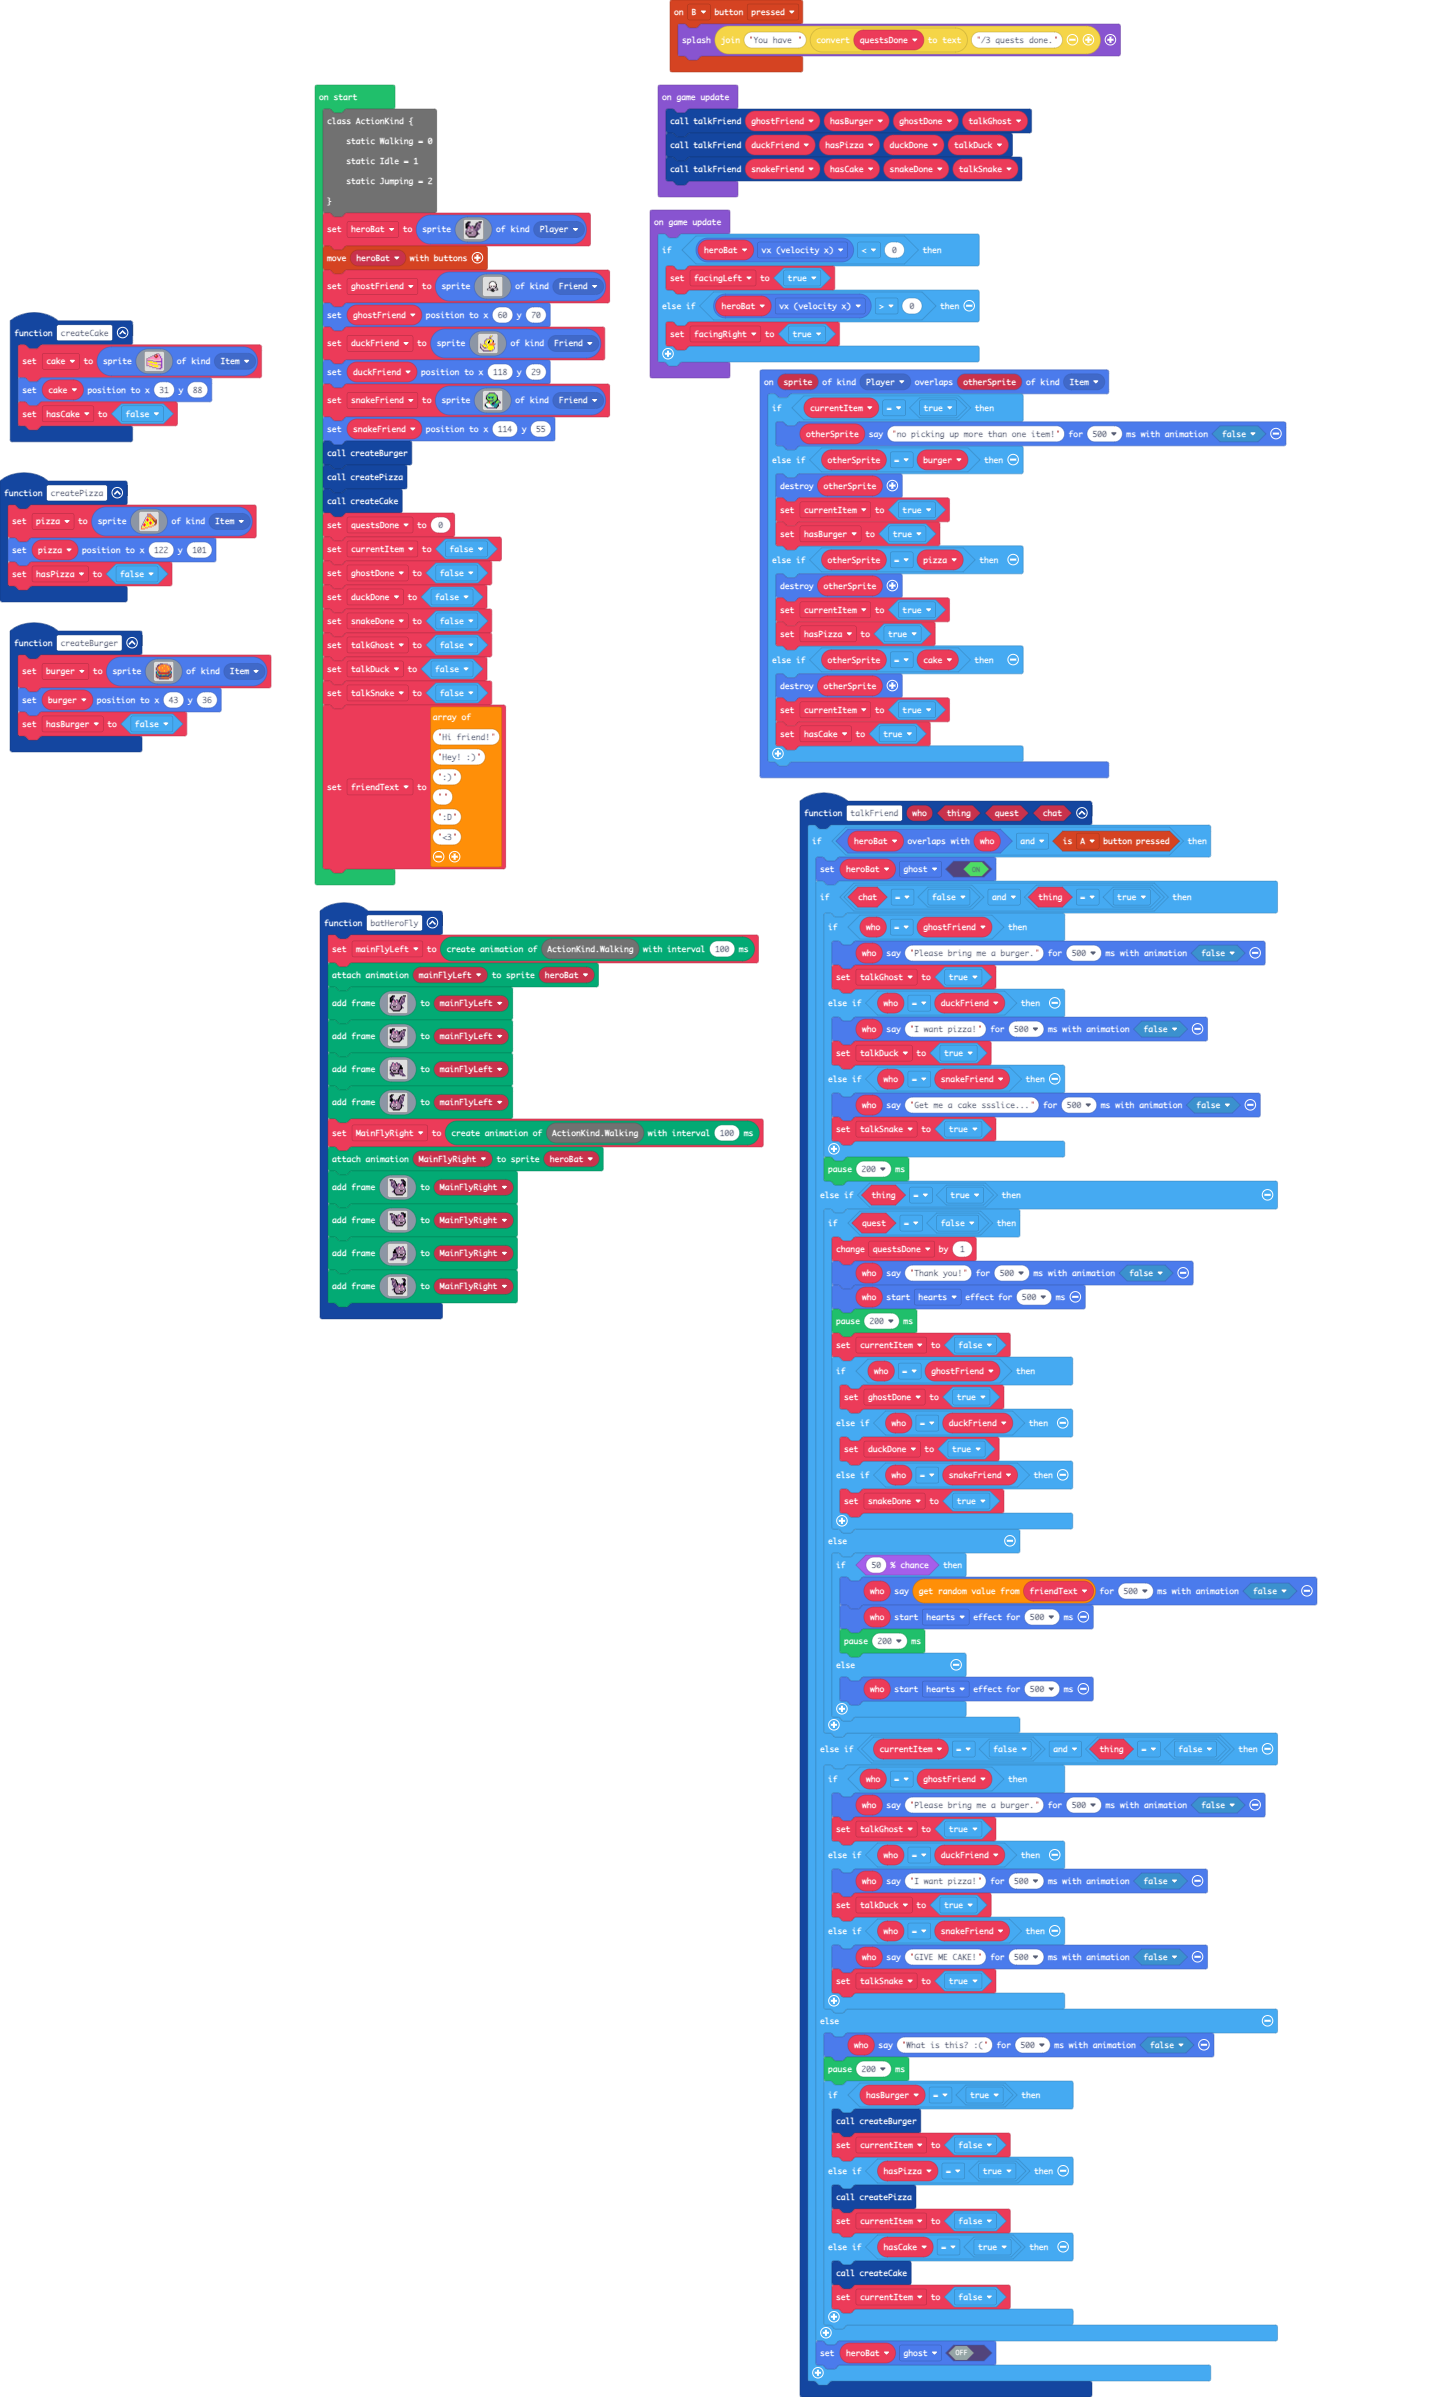 on B button pressed
splash join "You have " convert questsDone to text "/3 quests done."
on start
class ActionKind {
static Walking = 0
static Idle = 1
static Jumping = 2
}
set heroBat to sprite of kind Player
move heroBat with buttons
set ghostFriend to sprite of kind Friend
set ghostFriend position to x 60 y 70
set duckFriend to sprite of kind Friend
set duckFriend position to x 118 y 29
set snakeFriend to sprite of kind Friend
set snakeFriend position to x 114 y 55
call createBurger
call createPizza
call createCake
set questsDone to 0
set currentItem to false
set ghostDone to false
set duckDone to false
set snakeDone to false
set talkGhost to false
set talkDuck to false
set talkSnake to false
set friendText to
array of
"Hi friend!"
"Hey! :)"
":)"
" "
":D"
"<3"
on game update
call talkFriend ghostFriend hasBurger ghostDone talkGhost
call talkFriend duckFriend hasPizza duckDone talkDuck
call talkFriend snakeFriend hasCake snakeDone talkSnake
on game update
if heroBat vx (velocity x) < 0 then
set facingLeft to true
else if heroBat vx (velocity x) > 0 then
set facingRight to true
function createCake
set cake to sprite of kind Item
set cake position to x 31 y 88
set hasCake to false
function createPizza
set pizza to sprite of kind Item
set pizza position to x 122 y 101
set hasPizza to false
function createBurger
set burger to sprite of kind Item
set burger position to x 43 y 36
set hasBurger to false
on sprite of kind Player overlaps otherSprite of kind Item
if currentItem = true then
otherSprite say "no picking up more than one item!" for 500 ms with animation false
else if otherSprite = burger then
destroy otherSprite
set currentItem to true
set hasBurger to true
else if otherSprite = pizza then
destroy otherSprite
set currentItem to true
set hasPizza to true
else if otherSprite = cake then
destroy otherSprite
set currentItem to true
set hasCake to true
function batHeroFly
set mainFlyLeft to create animation of ActionKind.Walking with interval 100 ms
attach animation mainFlyLeft to sprite heroBat
add frame to mainFlyLeft
add frame to mainFlyLeft
add frame to mainFlyLeft
add frame to mainFlyLeft
set MainFlyRight to create animation of ActionKind.Walking with interval 100 ms
attach animation MainFlyRight to sprite heroBat
add frame to MainFlyRight
add frame to MainFlyRight
add frame to MainFlyRight
add frame to MainFlyRight
function talkFriend who thing quest chat
if heroBat overlaps with who and is A button pressed then
set heroBat ghost ON
if chat = false and thing = true then
if who = ghostFriend then
who say "Please bring me a burger." for 500 ms with animation false
set talkGhost to true
else if who = duckFriend then
who say "I want pizza!" for 500 ms with animation false
set talkDuck to true
else if who = snakeFriend then
who say "Get me a cake ssslice..." for 500 ms with animation false
set talkSnake to true
pause 200 ms
else if thing = true then
if quest = false then
change questsDone by 1
who say "Thank you!" for 500 ms with animation false
who start hearts effect for 500 ms
pause 200 ms
set currentItem to false
if who = ghostFriend then
set ghostDone to true
else if who = duckFriend then
set duckDone to true
else if who = snakeFriend then
set snakeDone to true
else
if 50 % chance then
who say get random value from friendText for 500 ms with animation false
who start hearts effect for 500 ms
pause 200 ms
else
who start hearts effect for 500 ms
else if currentItem = false and thing = false then
if who = ghostFriend then
who say "Please bring me a burger." for 500 ms with animation false
set talkGhost to true
else if who = duckFriend then
who say "I want pizza!" for 500 ms with animation false
set talkDuck to true
else if who = snakeFriend then
who say "GIVE ME CAKE!" for 500 ms with animation false
set talkSnake to true
else
who say "What is this? :(" for 500 ms with animation false
pause 200 ms
if hasBurger = true then
call createBurger
set currentItem to false
else if hasPizza = true then
call createPizza
set currentItem to false
else if hasCake = true then
call createCake
set currentItem to false
set heroBat ghost OFF